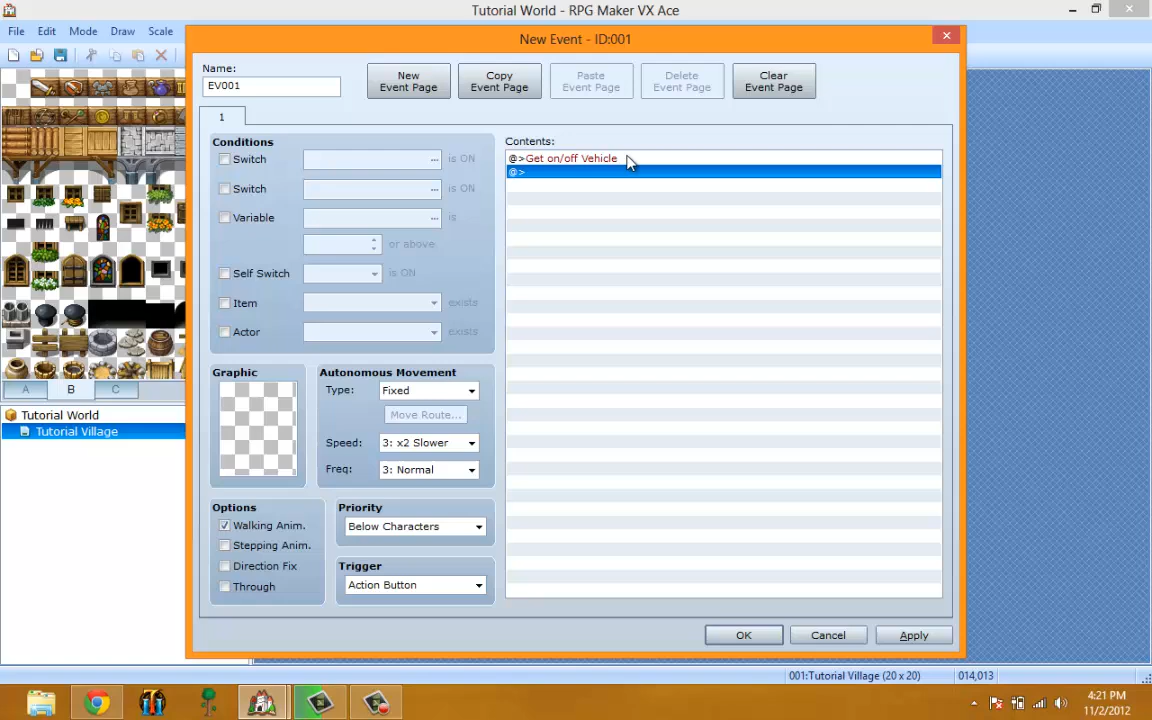 Tutorial World - RPG Maker VX Ace
File Edit Mode Draw Scale
New Event - ID:001
Name:
EV001
New Event Page
Copy Event Page
Paste Event Page
Delete Event Page
Clear Event Page
1
Conditions
Switch ... is ON
Switch ... is ON
Variable ... is
or above
Self Switch is ON
Item exists
Actor exists
Graphic
Autonomous Movement
Type: Fixed
Move Route...
Speed: 3: x2 Slower
Freq: 3: Normal
Options
Walking Anim.
Stepping Anim.
Direction Fix
Through
Priority
Below Characters
Trigger
Action Button
Contents:
@>Get on/off Vehicle
@>
OK Cancel Apply
A B C
Tutorial World
Tutorial Village
001:Tutorial Village (20 x 20) 014,013
4:21 PM
11/2/2012